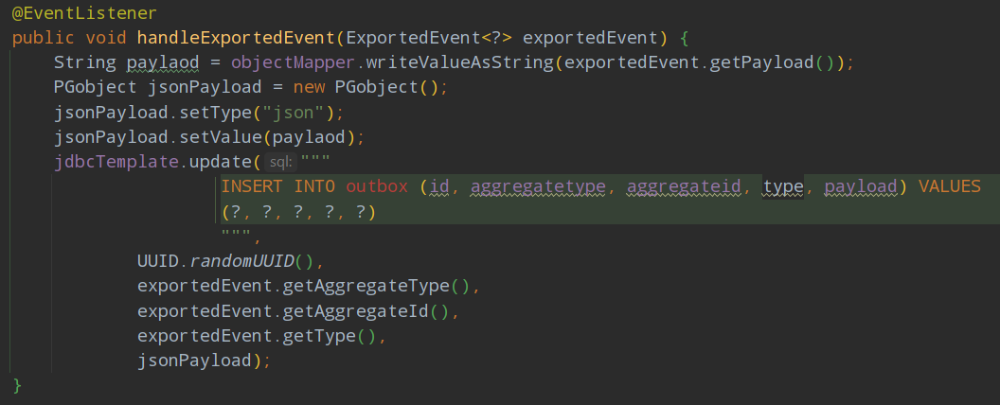 @EventListener
public void handleExportedEvent(ExportedEvent<?> exportedEvent) {
String paylaod = objectMapper.writeValueAsString(exportedEvent.getPayload());
PGobject jsonPayload = new PGobject();
jsonPayload.setType("json");
jsonPayload.setValue(paylaod);
jdbcTemplate.update( sql: """
INSERT INTO outbox (id, aggregatetype, aggregateid, type, payload) VALUES
(?, ?, ?, ?, ?)
""",
UUID.randomUUID(),
exportedEvent.getAggregateType(),
exportedEvent.getAggregateId(),
exportedEvent.getType(),
jsonPayload);
}